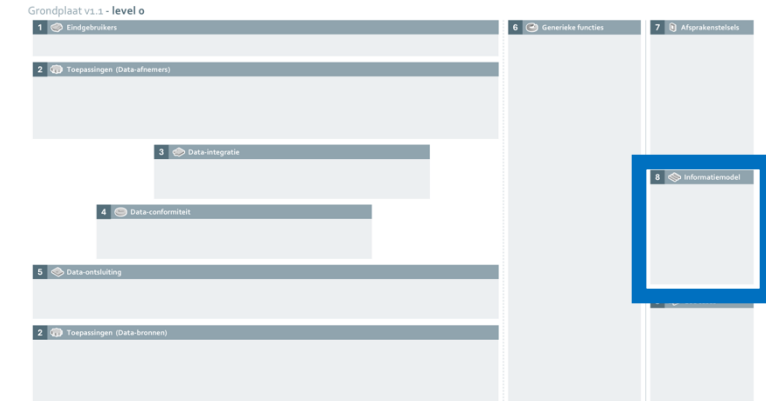 Grondplaat v1.1 - level 0
1 Eindgebruikers
2 Toepassingen (Data-afnemers)
3 Data-integratie
4 Data-conformiteit
5 Data-ontsluiting
2 Toepassingen (Data-bronnen)
6 Generieke functies
7 Afsprakenstelsels
8 Informatiemodel